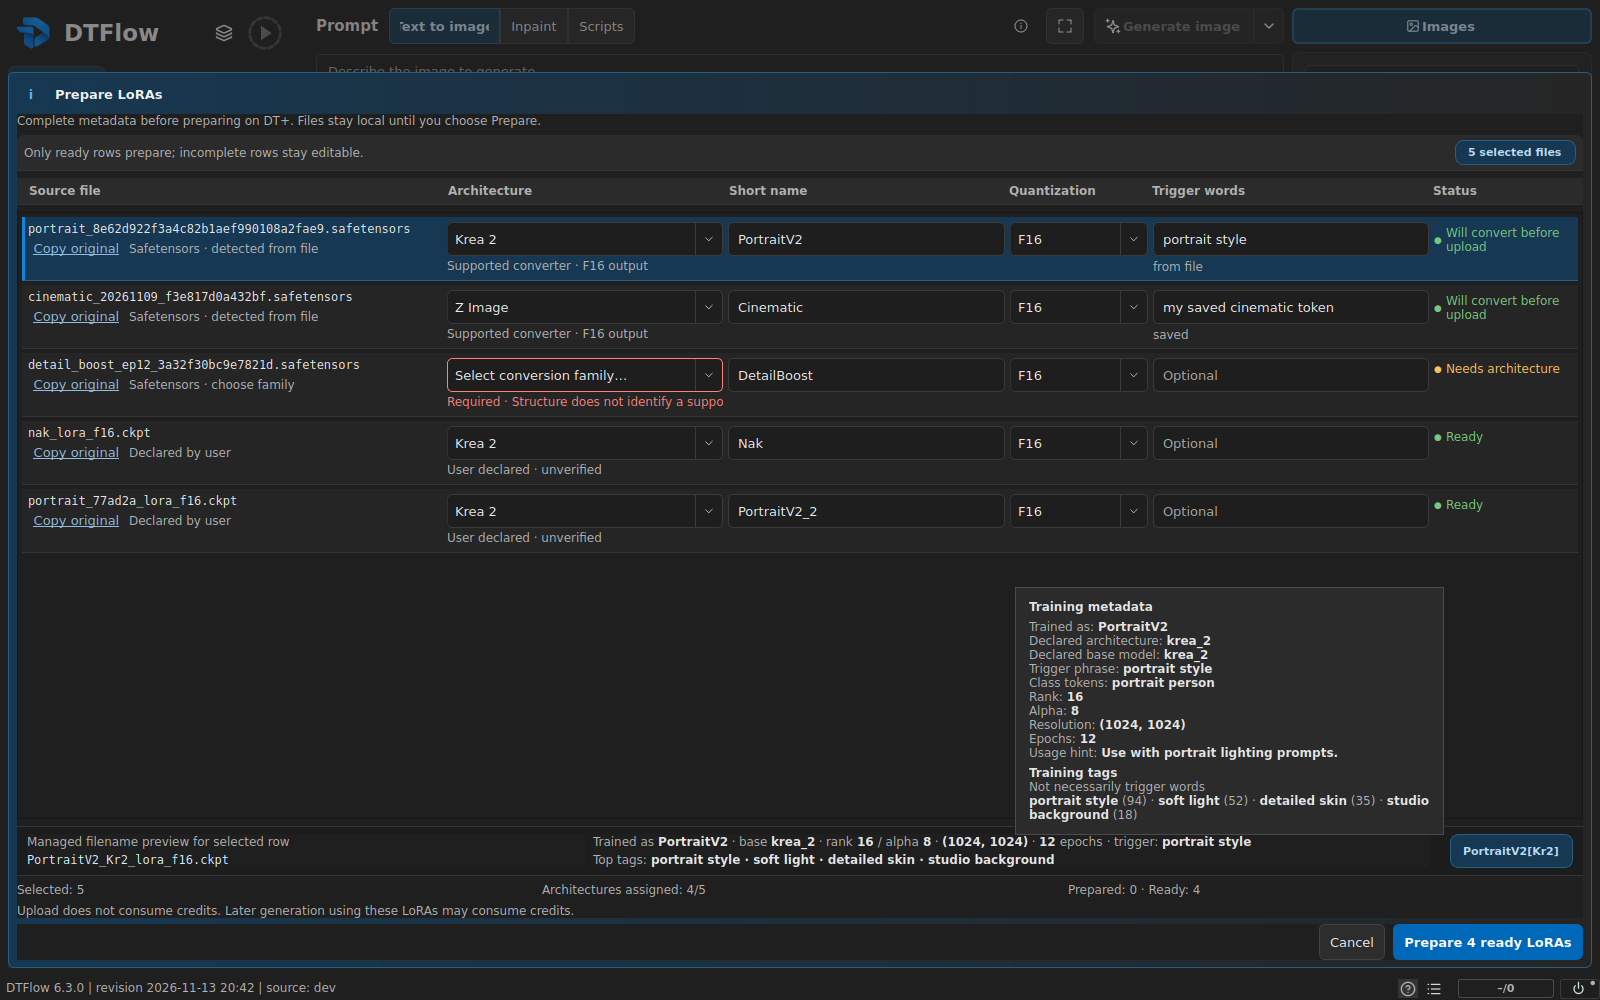 DTFlow
Prompt
Text to image
Inpaint
Scripts
Generate image
Images
Describe the image to generate
i Prepare LoRAs
Complete metadata before preparing on DT+. Files stay local until you choose Prepare.
Only ready rows prepare; incomplete rows stay editable.
5 selected files
Source file Architecture Short name Quantization Trigger words Status
portrait_8e62d922f3a4c82b1aef990108a2fae9.safetensors
Copy original Safetensors · detected from file
Krea 2
Supported converter · F16 output
PortraitV2
F16
portrait style
from file
Will convert before
upload
cinematic_20261109_f3e817d0a432bf.safetensors
Copy original Safetensors · detected from file
Z Image
Supported converter · F16 output
Cinematic
F16
my saved cinematic token
saved
Will convert before
upload
detail_boost_ep12_3a32f30bc9e7821d.safetensors
Copy original Safetensors · choose family
Select conversion family...
Required · Structure does not identify a suppo
DetailBoost
F16
Optional
Needs architecture
nak_lora_f16.ckpt
Copy original Declared by user
Krea 2
User declared · unverified
Nak
F16
Optional
Ready
portrait_77ad2a_lora_f16.ckpt
Copy original Declared by user
Krea 2
User declared · unverified
PortraitV2_2
F16
Optional
Ready
Training metadata
Trained as: PortraitV2
Declared architecture: krea_2
Declared base model: krea_2
Trigger phrase: portrait style
Class tokens: portrait person
Rank: 16
Alpha: 8
Resolution: (1024, 1024)
Epochs: 12
Usage hint: Use with portrait lighting prompts.
Training tags
Not necessarily trigger words
portrait style (94) · soft light (52) · detailed skin (35) · studio
background (18)
Managed filename preview for selected row
PortraitV2_Kr2_lora_f16.ckpt
Trained as PortraitV2 · base krea_2 · rank 16 / alpha 8 · (1024, 1024) · 12 epochs · trigger: portrait style
Top tags: portrait style · soft light · detailed skin · studio background
PortraitV2[Kr2]
Selected: 5
Architectures assigned: 4/5
Prepared: 0 · Ready: 4
Upload does not consume credits. Later generation using these LoRAs may consume credits.
Cancel
Prepare 4 ready LoRAs
DTFlow 6.3.0 | revision 2026-11-13 20:42 | source: dev
-/0